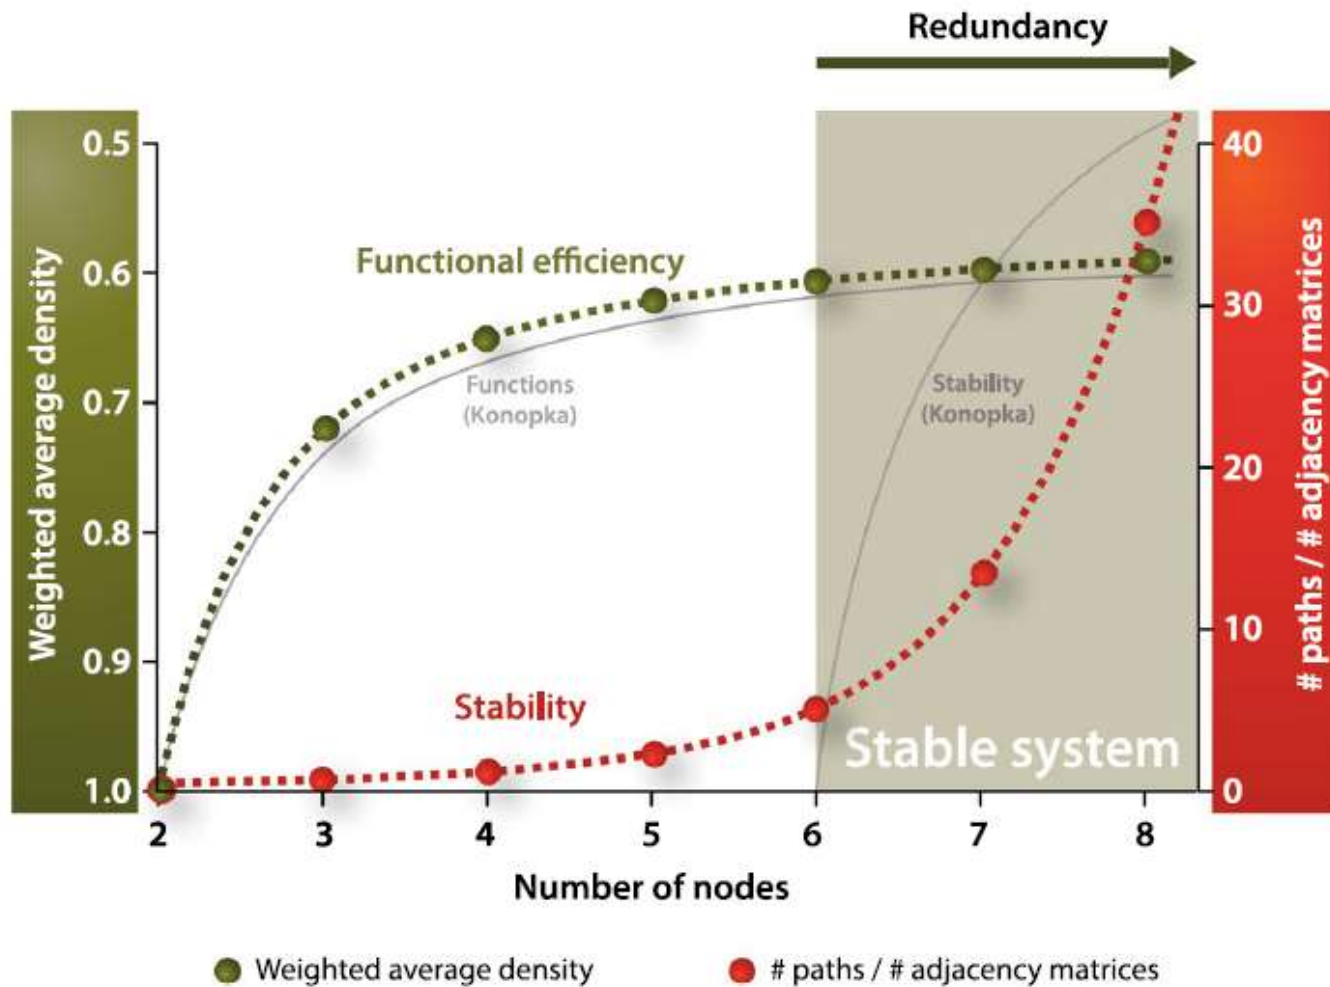 Redundancy
Weighted average density
0.5
0.6
0.7
0.8
0.9
1.0
Functional efficiency
Functions
(Konopka)
Stability
(Konopka)
Stability
Stable system
40
30
20
10
0
# paths / # adjacency matrices
2 3 4 5 6 7 8
Number of nodes
Weighted average density
# paths / # adjacency matrices